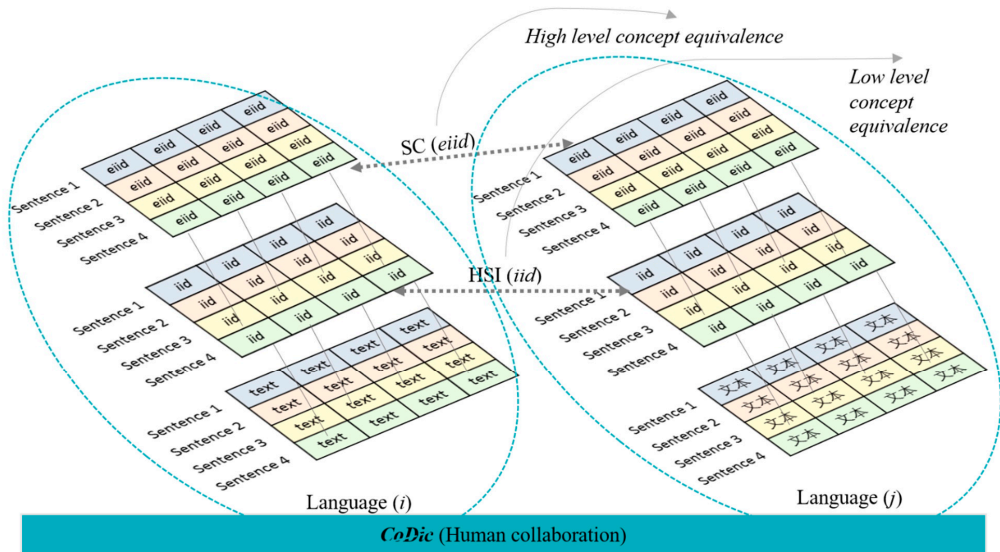 High level concept equivalence
Low level
concept
equivalence
SC (eiid)
eiid eiid eiid eiid
eiid eiid eiid eiid
eiid eiid eiid eiid
eiid eiid eiid eiid
Sentence 1
Sentence 2
Sentence 3
Sentence 4
eiid eiid eiid eiid
eiid eiid eiid eiid
eiid eiid eiid eiid
eiid eiid eiid eiid
Sentence 1
Sentence 2
Sentence 3
Sentence 4
HSI (iid)
iid iid iid iid
iid iid iid iid
iid iid iid iid
iid iid iid iid
Sentence 1
Sentence 2
Sentence 3
Sentence 4
iid iid iid iid
iid iid iid iid
iid iid iid iid
iid iid iid iid
Sentence 1
Sentence 2
Sentence 3
Sentence 4
text text text text
text text text text
text text text text
text text text text
Sentence 1
Sentence 2
Sentence 3
Sentence 4
文本 文本 文本 文本
文本 文本 文本 文本
文本 文本 文本 文本
文本 文本 文本 文本
Sentence 1
Sentence 2
Sentence 3
Sentence 4
Language (i)
Language (j)
CoDic (Human collaboration)